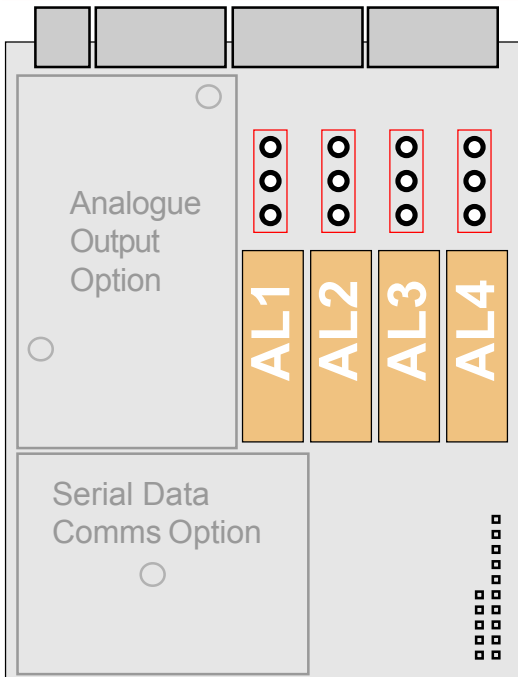 Analogue
Output
Option
AL1
AL2
AL3
AL4
Serial Data
Comms Option